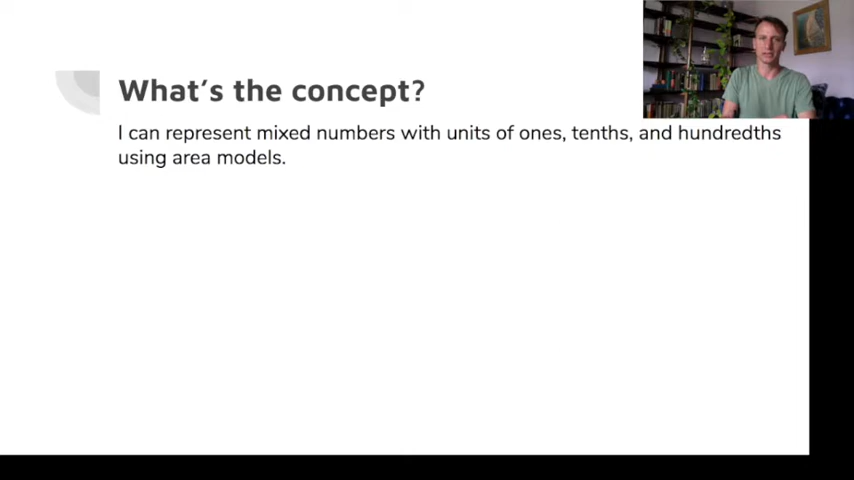 What's the concept?
I can represent mixed numbers with units of ones, tenths, and hundredths
using area models.